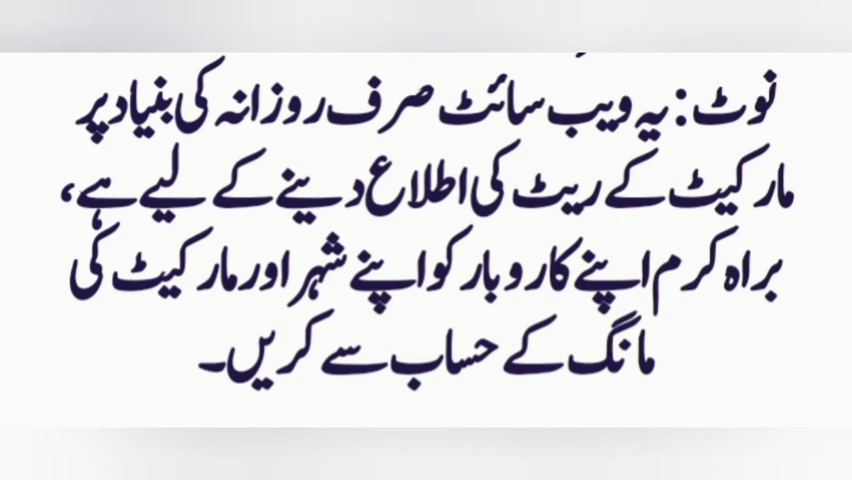 نوٹ: یہ ویب سائٹ صرف روزانہ کی بنیاد پر
مارکیٹ کے ریٹ کی اطلاع دینے کے لیے ہے،
براہ کرم اپنے کاروبار کو اپنے شہر اور مارکیٹ کی
مانگ کے حساب سے کریں۔